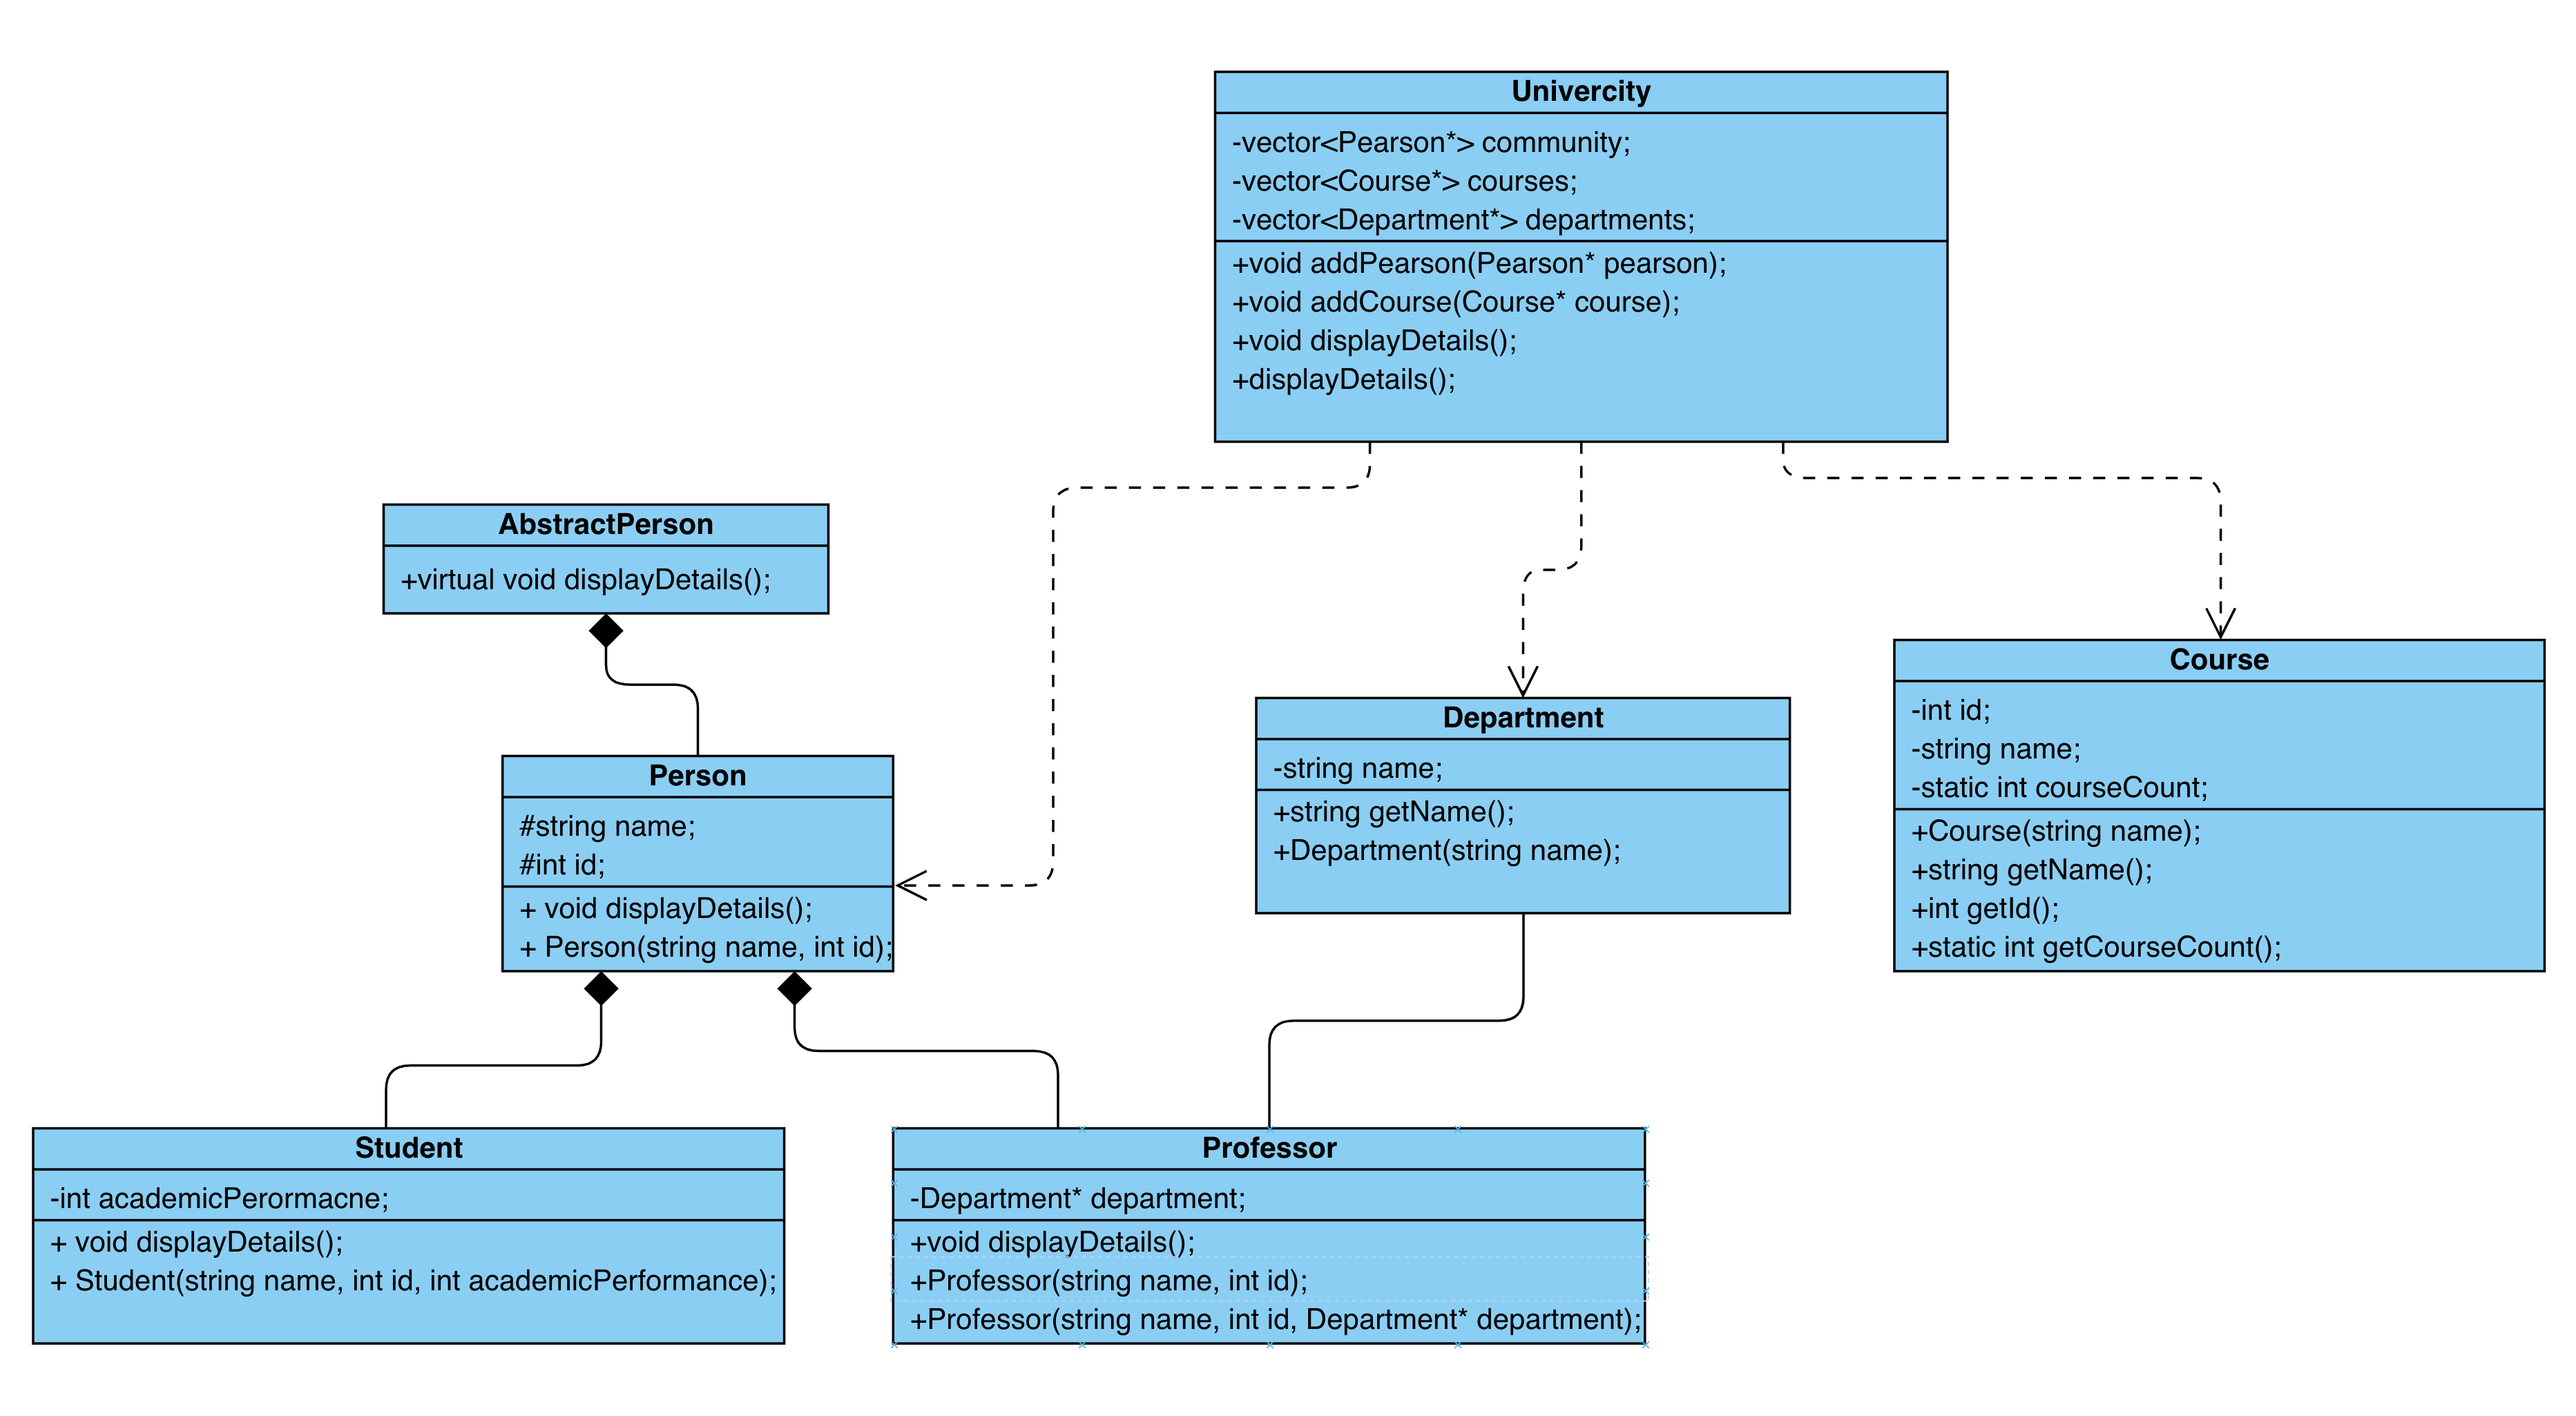 Univercity
-vector<Pearson*> community;
-vector<Course*> courses;
-vector<Department*> departments;
+void addPearson(Pearson* pearson);
+void addCourse(Course* course);
+void displayDetails();
+displayDetails();
AbstractPerson
+virtual void displayDetails();
Person
#string name;
#int id;
+ void displayDetails();
+ Person(string name, int id);
Department
-string name;
+string getName();
+Department(string name);
Course
-int id;
-string name;
-static int courseCount;
+Course(string name);
+string getName();
+int getId();
+static int getCourseCount();
Student
-int academicPerormacne;
+ void displayDetails();
+ Student(string name, int id, int academicPerformance);
Professor
-Department* department;
+void displayDetails();
+Professor(string name, int id);
+Professor(string name, int id, Department* department);